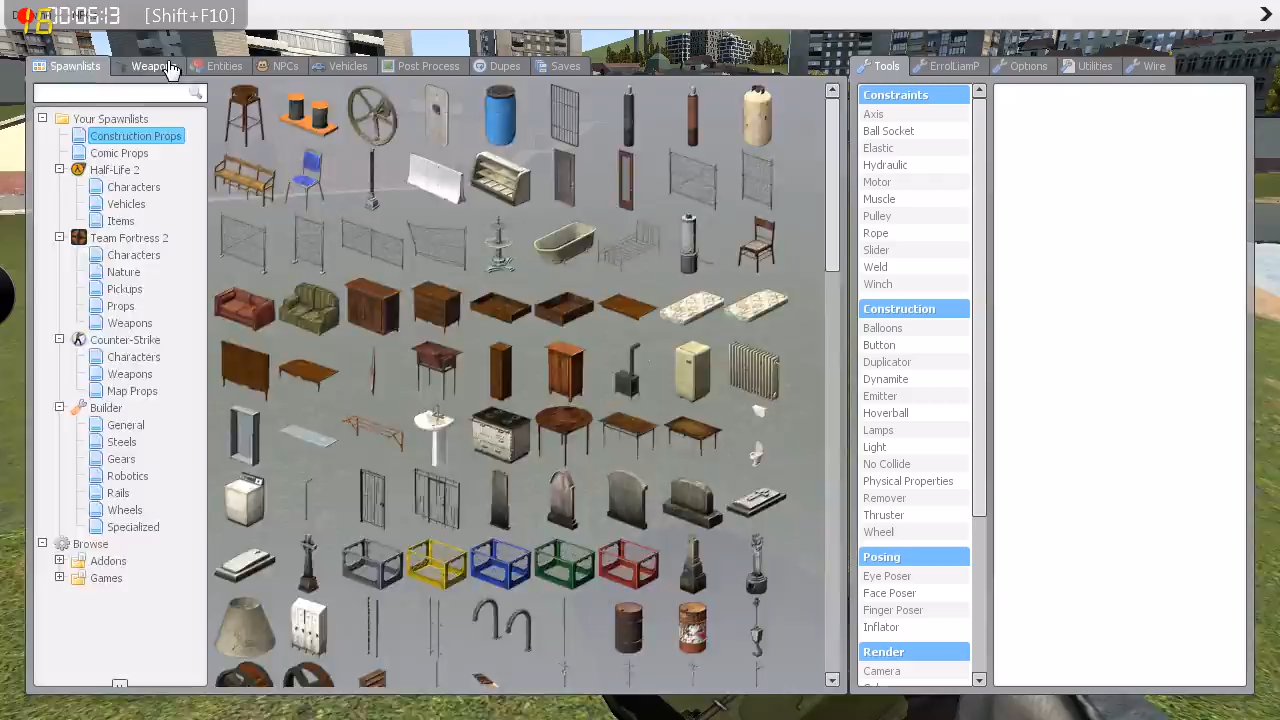 00:06:13 [Shift+F10]
18
Spawnlists Weapons Entities NPCs Vehicles Post Process Dupes Saves
Tools ErrolLiamP Options Utilities Wire
Your Spawnlists
Construction Props
Comic Props
Half-Life 2
Characters
Vehicles
Items
Team Fortress 2
Characters
Nature
Pickups
Props
Weapons
Counter-Strike
Characters
Weapons
Map Props
Builder
General
Steels
Gears
Robotics
Rails
Wheels
Specialized
Browse
Addons
Games
Constraints
Axis
Ball Socket
Elastic
Hydraulic
Motor
Muscle
Pulley
Rope
Slider
Weld
Winch
Construction
Balloons
Button
Duplicator
Dynamite
Emitter
Hoverball
Lamps
Light
No Collide
Physical Properties
Remover
Thruster
Wheel
Posing
Eye Poser
Face Poser
Finger Poser
Inflator
Render
Camera